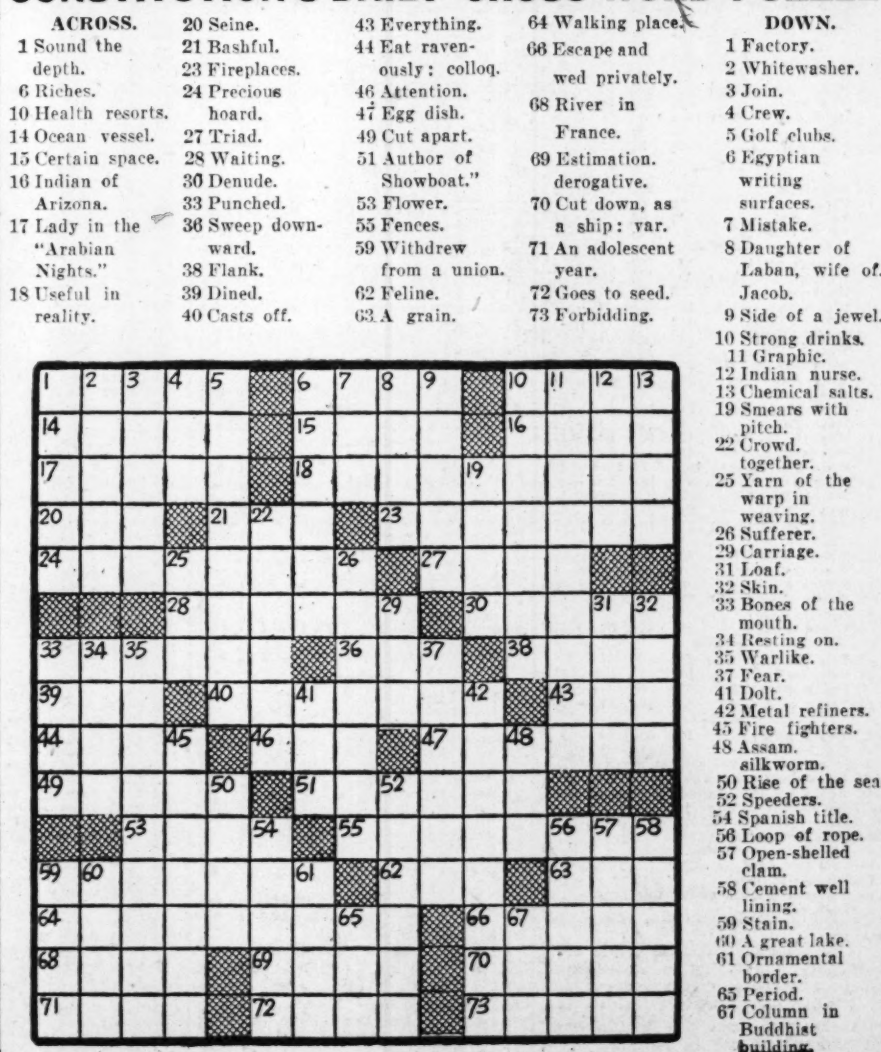 CONSTITUTION'S DAILY CROSS-WORD PUZZLE
ACROSS.
1 Sound the
depth.
6 Riches.
10 Health resorts.
14 Ocean vessel.
15 Certain space.
16 Indian of
Arizona.
17 Lady in the
"Arabian
Nights."
18 Useful in
reality.
20 Seine.
21 Bashful.
23 Fireplaces.
24 Precious
hoard.
27 Triad.
28 Waiting.
30 Denude.
33 Punched.
36 Sweep down-
ward.
38 Flank.
39 Dined.
40 Casts off.
43 Everything.
44 Eat raven-
ously: colloq.
46 Attention.
47 Egg dish.
49 Cut apart.
51 Author of
Showboat."
53 Flower.
55 Fences.
59 Withdrew
from a union.
62 Feline.
63 A grain.
64 Walking place.
66 Escape and
wed privately.
68 River in
France.
69 Estimation.
derogative.
70 Cut down, as
a ship: var.
71 An adolescent
year.
72 Goes to seed.
73 Forbidding.
DOWN.
1 Factory.
2 Whitewasher.
3 Join.
4 Crew.
5 Golf clubs.
6 Egyptian
writing
surfaces.
7 Mistake.
8 Daughter of
Laban, wife of
Jacob.
9 Side of a jewel.
10 Strong drinks.
11 Graphic.
12 Indian nurse.
13 Chemical salts.
19 Smears with
pitch.
22 Crowd.
together.
25 Yarn of the
warp in
weaving.
26 Sufferer.
29 Carriage.
31 Loaf.
32 Skin.
33 Bones of the
mouth.
34 Resting on.
35 Warlike.
37 Fear.
41 Dolt.
42 Metal refiners.
45 Fire fighters.
48 Assam.
silkworm.
50 Rise of the sea
52 Speeders.
54 Spanish title.
56 Loop of rope.
57 Open-shelled
clam.
58 Cement well
lining.
59 Stain.
60 A great lake.
61 Ornamental
border.
65 Period.
67 Column in
Buddhist
building.
1 2 3 4 5 6 7 8 9 10 11 12 13
14 15 16
17 18 19
20 21 22 23
24 25 26 27
28 29 30 31 32
33 34 35 36 37 38
39 40 41 42 43
44 45 46 47 48
49 50 51 52
53 54 55 56 57 58
59 60 61 62 63
64 65 66 67
68 69 70
71 72 73